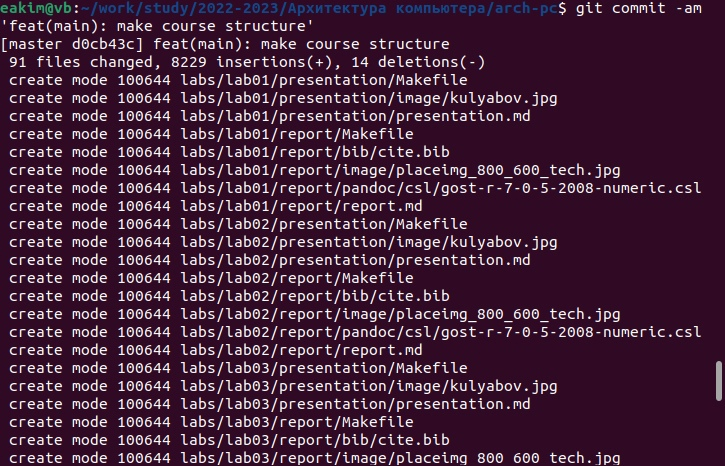 eakim@vb:~/work/study/2022-2023/Архитектура компьютера/arch-pc$ git commit -am
'feat(main): make course structure'
[master d0cb43c] feat(main): make course structure
 91 files changed, 8229 insertions(+), 14 deletions(-)
 create mode 100644 labs/lab01/presentation/Makefile
 create mode 100644 labs/lab01/presentation/image/kulyabov.jpg
 create mode 100644 labs/lab01/presentation/presentation.md
 create mode 100644 labs/lab01/report/Makefile
 create mode 100644 labs/lab01/report/bib/cite.bib
 create mode 100644 labs/lab01/report/image/placeimg_800_600_tech.jpg
 create mode 100644 labs/lab01/report/pandoc/csl/gost-r-7-0-5-2008-numeric.csl
 create mode 100644 labs/lab01/report/report.md
 create mode 100644 labs/lab02/presentation/Makefile
 create mode 100644 labs/lab02/presentation/image/kulyabov.jpg
 create mode 100644 labs/lab02/presentation/presentation.md
 create mode 100644 labs/lab02/report/Makefile
 create mode 100644 labs/lab02/report/bib/cite.bib
 create mode 100644 labs/lab02/report/image/placeimg_800_600_tech.jpg
 create mode 100644 labs/lab02/report/pandoc/csl/gost-r-7-0-5-2008-numeric.csl
 create mode 100644 labs/lab02/report/report.md
 create mode 100644 labs/lab03/presentation/Makefile
 create mode 100644 labs/lab03/presentation/image/kulyabov.jpg
 create mode 100644 labs/lab03/presentation/presentation.md
 create mode 100644 labs/lab03/report/Makefile
 create mode 100644 labs/lab03/report/bib/cite.bib
 create mode 100644 labs/lab03/report/image/placeimg_800_600_tech.jpg